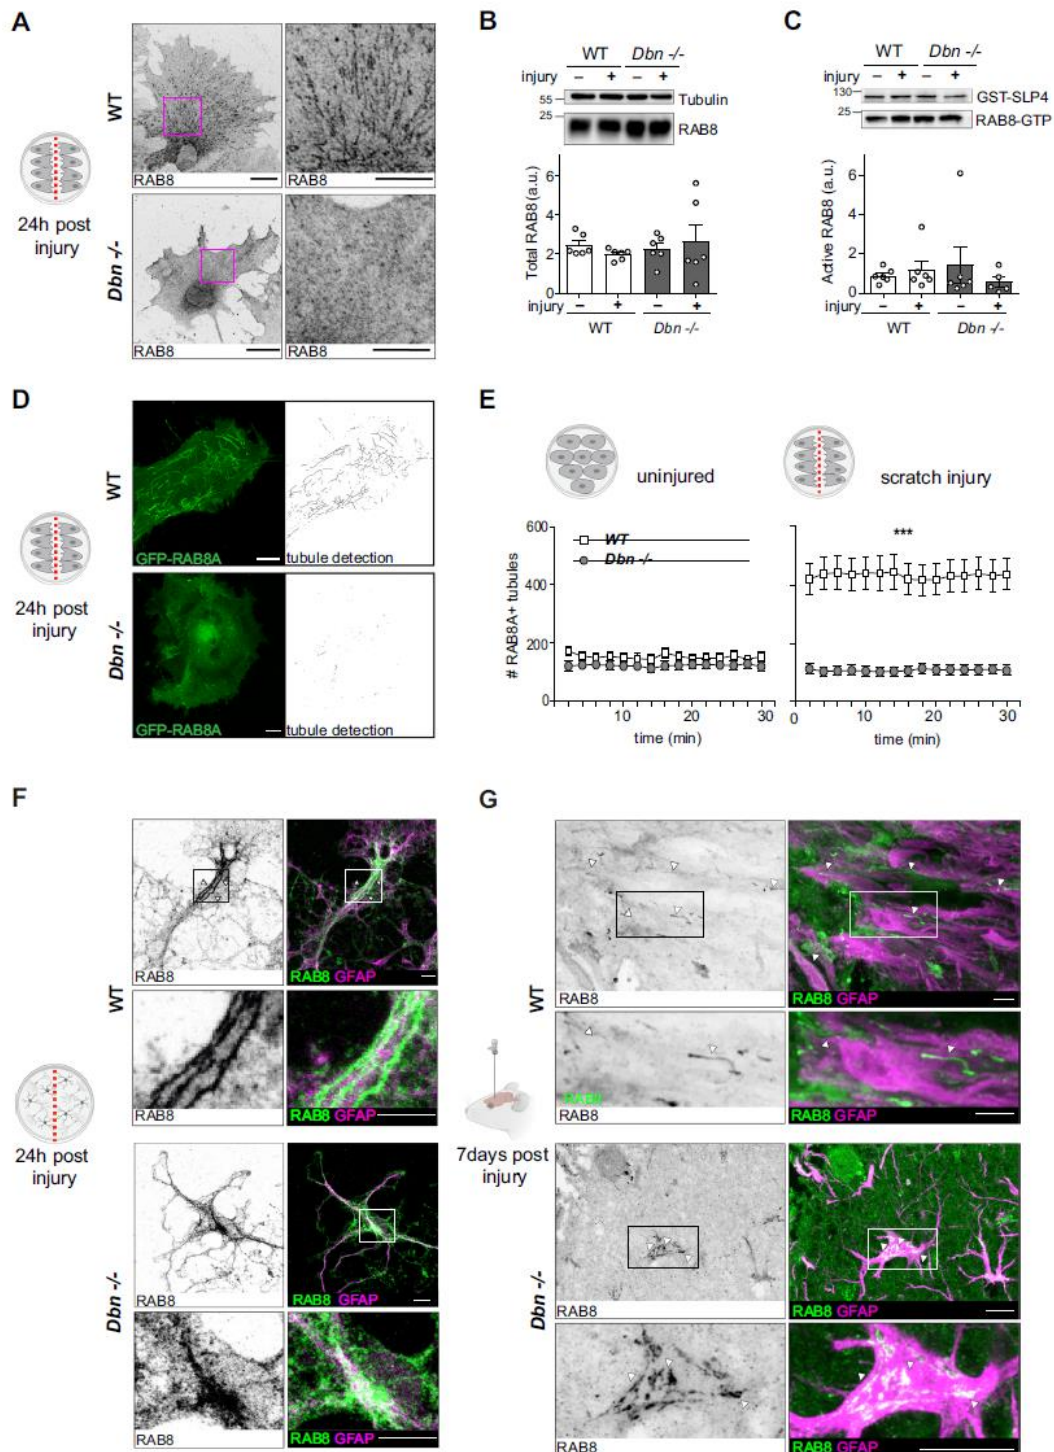 A
WT
RAB8
RAB8
24h post
injury
Dbn -/-
RAB8
RAB8
B
WT Dbn -/-
injury – + – +
55 Tubulin
25 RAB8
Total RAB8 (a.u.)
6
4
2
0
injury – + – +
WT Dbn -/-
C
WT Dbn -/-
injury – + – +
130 GST-SLP4
25 RAB8-GTP
Active RAB8 (a.u.)
6
4
2
0
injury – + – +
WT Dbn -/-
D
WT
GFP-RAB8A tubule detection
24h post
injury
Dbn -/-
GFP-RAB8A tubule detection
E
uninjured scratch injury
# RAB8A+ tubules
600
400
200
0
WT
Dbn -/-
10 20 30
time (min)
***
0 10 20 30
time (min)
F
WT
RAB8 RAB8 GFAP
RAB8 RAB8 GFAP
24h post
injury
Dbn -/-
RAB8 RAB8 GFAP
RAB8 RAB8 GFAP
G
WT
RAB8 RAB8 GFAP
RAB8
RAB8 RAB8 GFAP
7days post
injury
Dbn -/-
RAB8 RAB8 GFAP
RAB8 RAB8 GFAP